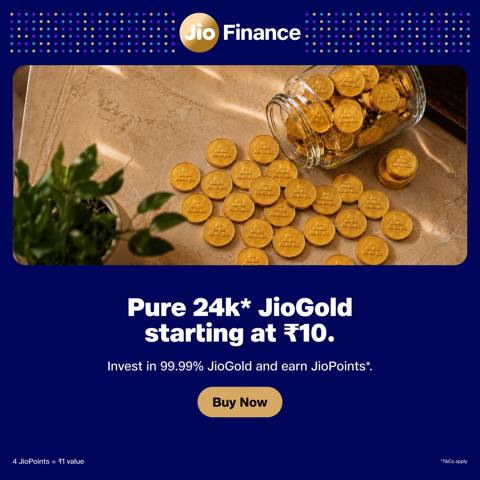 Jio Finance
Pure 24k* JioGold
starting at ₹10.
Invest in 99.99% JioGold and earn JioPoints*.
Buy Now
4 JioPoints = ₹1 value
*T&Cs apply